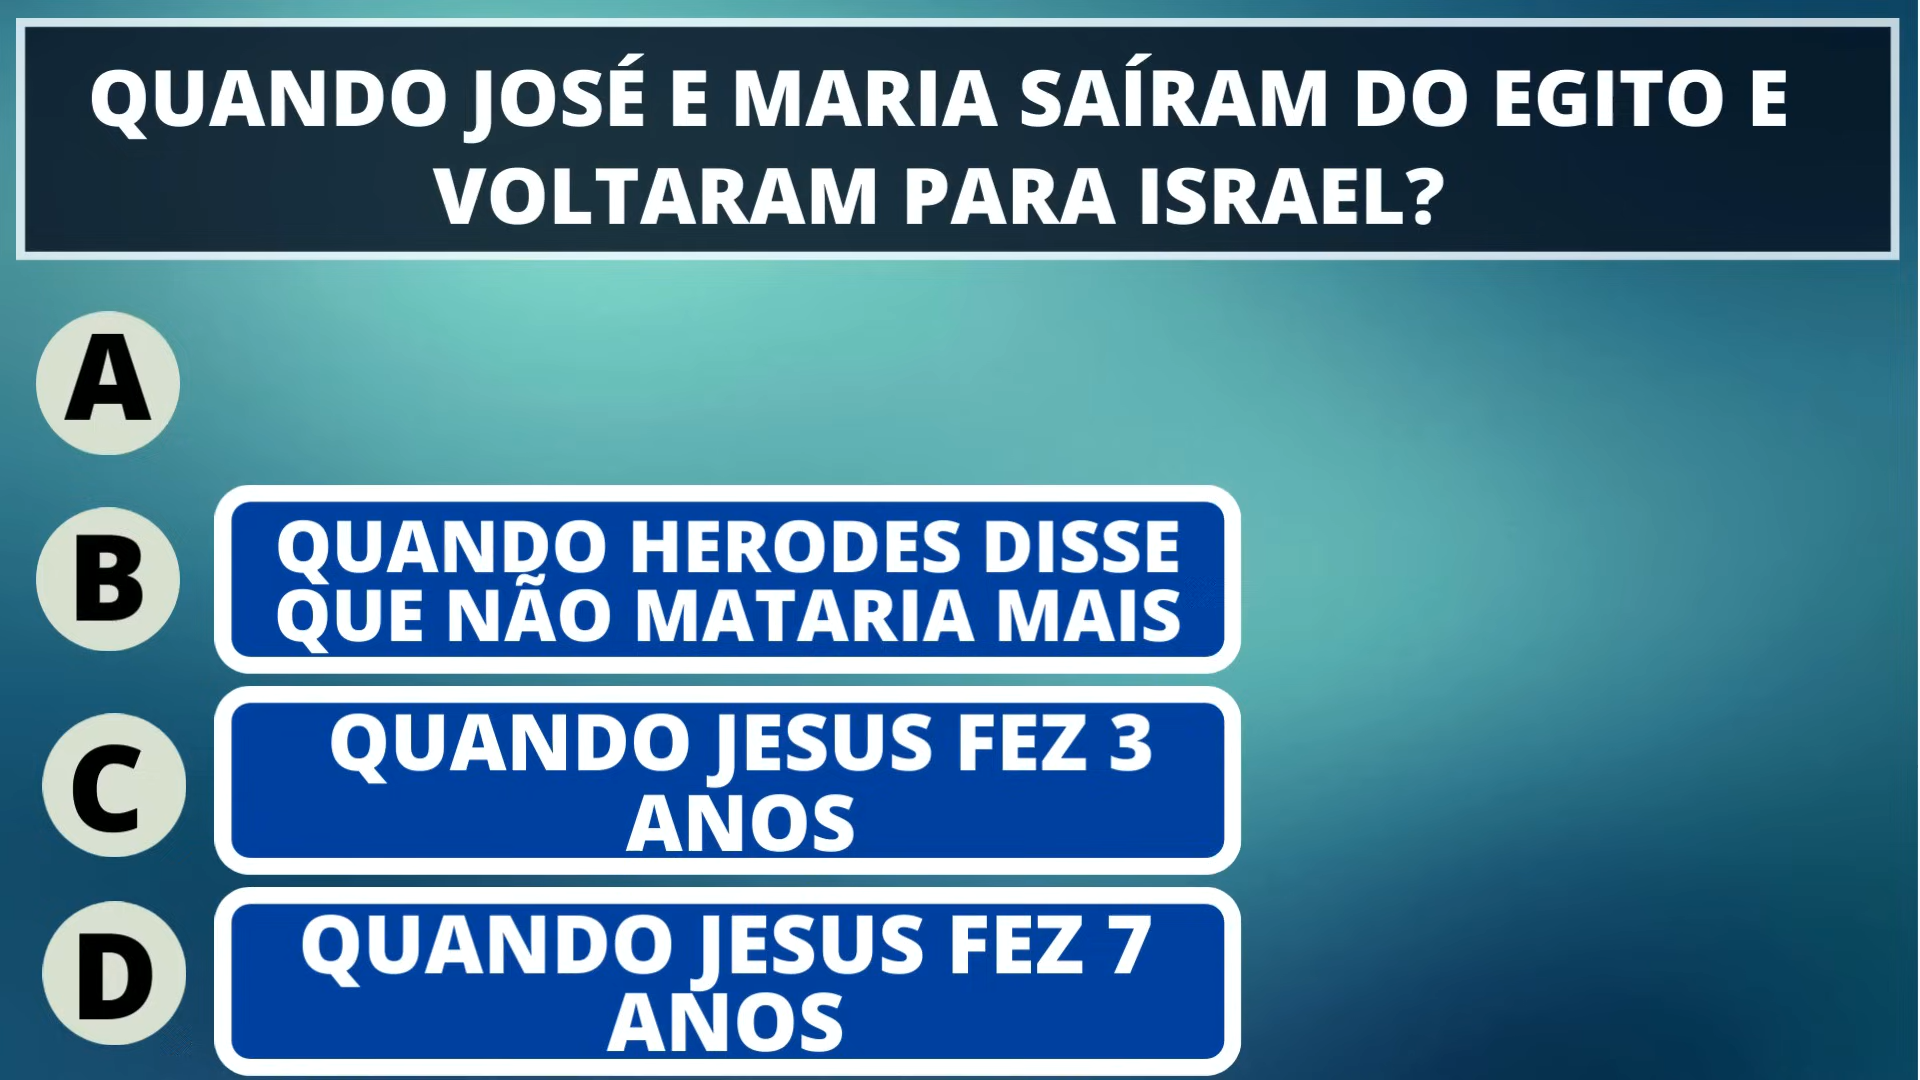 QUANDO JOSÉ E MARIA SAÍRAM DO EGITO E
VOLTARAM PARA ISRAEL?
A
B
QUANDO HERODES DISSE
QUE NÃO MATARIA MAIS
C
QUANDO JESUS FEZ 3
ANOS
D
QUANDO JESUS FEZ 7
ANOS